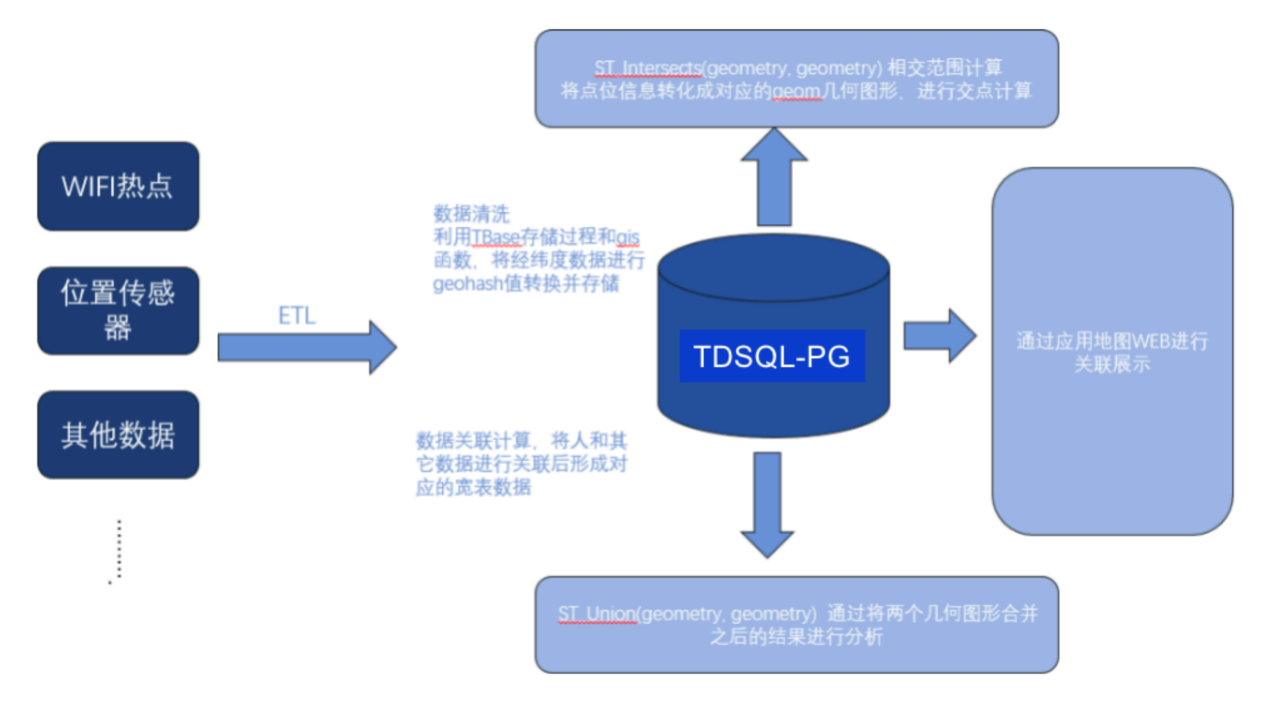 ST_Intersects(geometry, geometry) 相交范围计算
将点位信息转化成对应的geom几何图形，进行交点计算
WIFI热点
位置传感
器
其他数据
ETL
数据清洗
利用TBase存储过程和gis
函数，将经纬度数据进行
geohash值转换并存储
数据关联计算，将人和其
它数据进行关联后形成对
应的宽表数据
TDSQL-PG
通过应用地图WEB进行
关联展示
ST_Union(geometry, geometry) 通过将两个几何图形合并
之后的结果进行分析